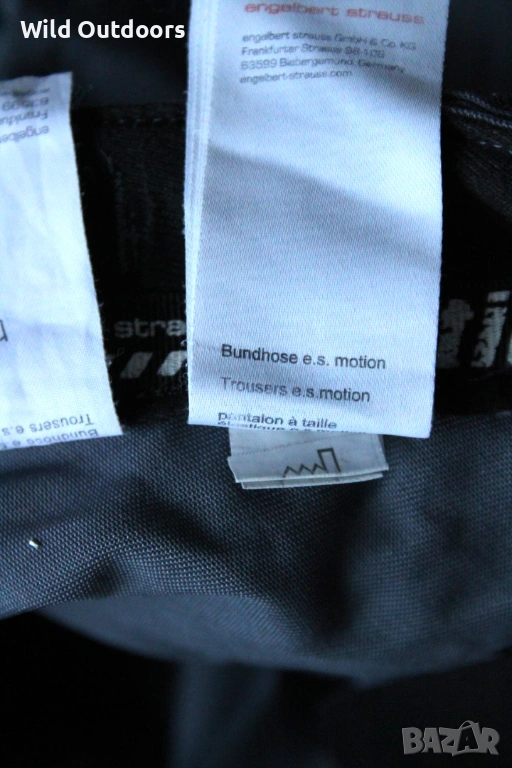 Wild Outdoors
engelbert strauss
engelbert strauss GmbH & Co. KG
Frankfurter Strasse 98-108
63599 Biebergemünd, Germany
engelbert-strauss.com
Bundhose e.s. motion
Trousers e.s.motion
pantalon à taille
stra
Trousers e.s
Bundhose e
BAZAR